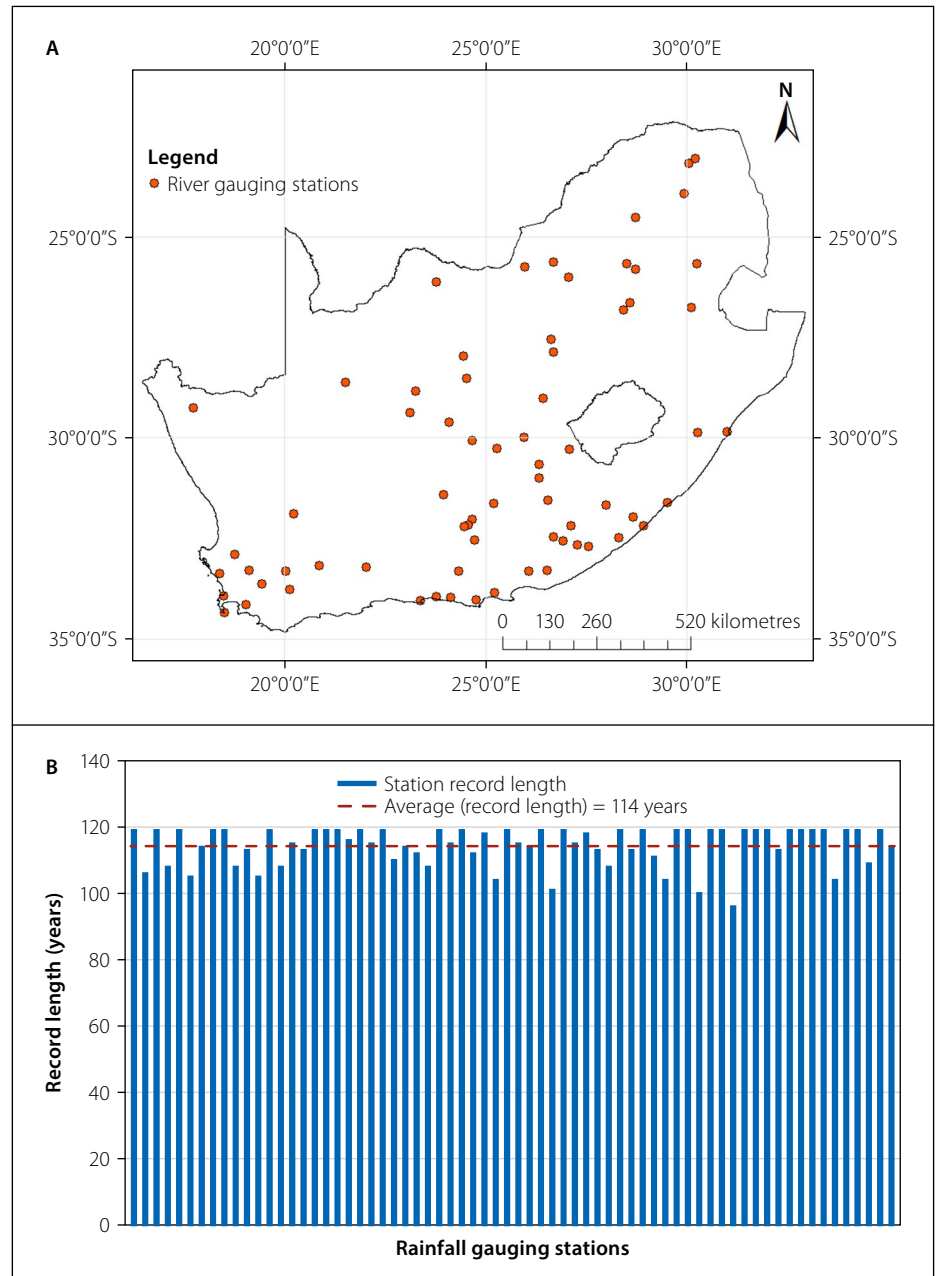 A
20°0′0″E 25°0′0″E 30°0′0″E
N
Legend
River gauging stations
25°0′0″S 25°0′0″S
30°0′0″S 30°0′0″S
0 130 260 520 kilometres
35°0′0″S 35°0′0″S
20°0′0″E 25°0′0″E 30°0′0″E
B
140
Station record length
Average (record length) = 114 years
120
100
80
60
40
20
0
Record length (years)
Rainfall gauging stations